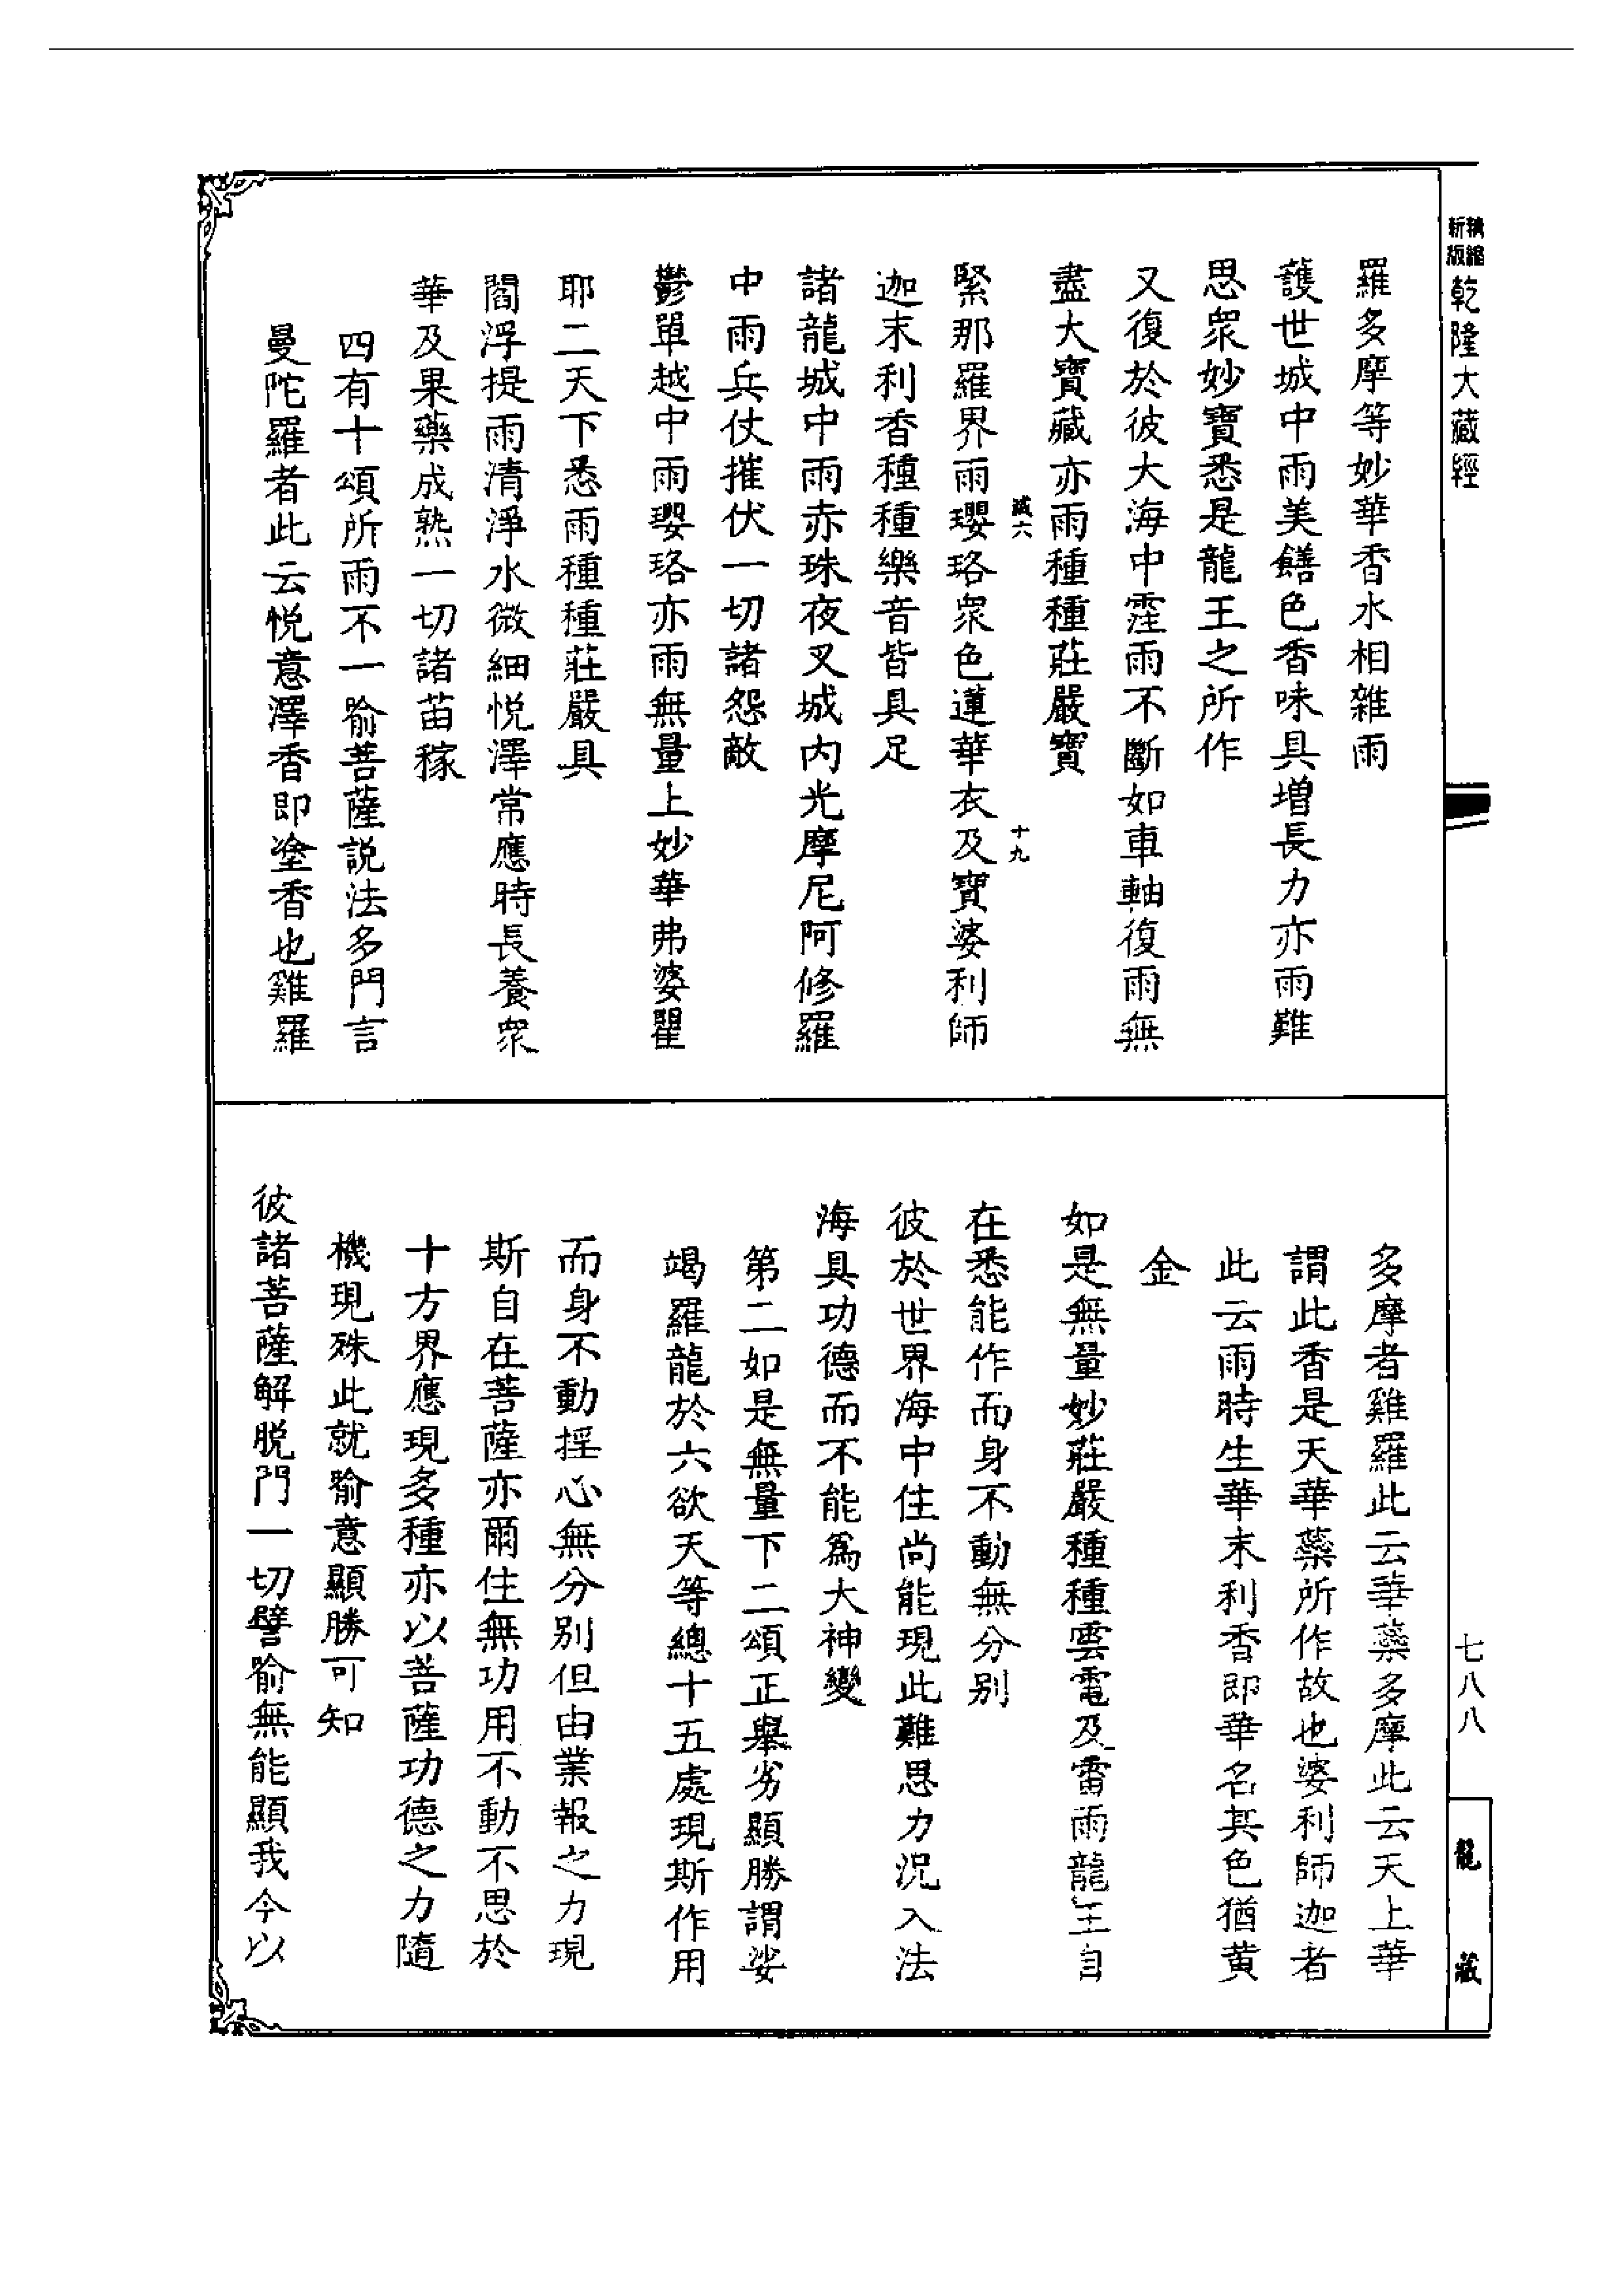 精縮新版乾隆大藏經
羅多摩等妙華香水相雜雨
護世城中雨美饍色香味具增長力亦雨難
思衆妙寶悉是龍王之所作
又復於彼大海中霔雨不斷如車軸復雨無
盡大寶藏亦雨種種莊嚴寶
十九
緊那羅界雨瓔珞衆色蓮華衣及寶婆利師
迦末利香種種樂音皆具足
諸龍城中雨赤珠夜叉城内光摩尼阿修羅
中雨兵仗摧伏一切諸怨敵
鬱單越中雨瓔珞亦雨無量上妙華弗婆瞿
耶二天下悉雨種種莊嚴具
閻浮提雨清淨水微細悅澤常應時長養衆
華及果藥成熟一切諸苗稼
四有十頌所雨不一喻菩薩説法多門言
曼陀羅者此云悅意澤香即塗香也雞羅
多摩者雞羅此云華蘂多摩此云天上華
謂此香是天華蘂所作故也婆利師迦者
此云雨時生華末利香即華名其色猶黄
金
如是無量妙莊嚴種種雲電及雷雨龍王自
在悉能作而身不動無分别
彼於世界海中住尚能現此難思力況入法
海具功德而不能爲大神變
第二如是無量下二頌正舉劣顯勝謂娑
竭羅龍於六欲天等總十五處現斯作用
而身不動揺心無分别但由業報之力現
斯自在菩薩亦爾住無功用不動不思於
十方界應現多種亦以菩薩功德之力隨
機現殊此就喻意顯勝可知
彼諸菩薩解脱門一切譬喻無能顯我今以
七八八
龍藏